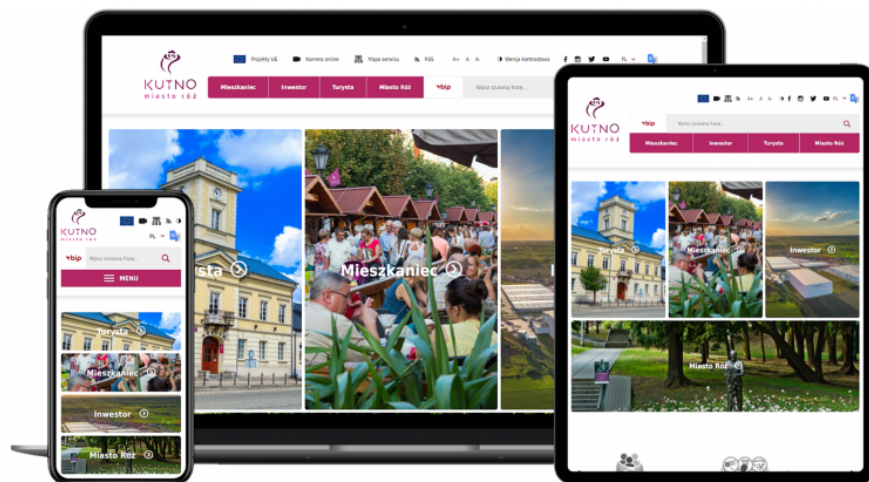 KUTNO
miasto róż
Projekty UE
Kamera online
Mapa serwisu
RSS
A+ A A-
Wersja kontrastowa
PL
Mieszkaniec
Inwestor
Turysta
Miasto Róż
bip
Wpisz szukaną frazę...
ysta
Mieszkaniec
I
KUTNO
miasto róż
A+ A A-
PL
bip
Wpisz szukaną frazę...
Mieszkaniec
Inwestor
Turysta
Miasto Róż
Turysta
Mieszkaniec
Inwestor
Miasto Róż
KUTNO
miasto róż
PL
bip
Wpisz szukaną frazę...
MENU
Turysta
Mieszkaniec
Inwestor
Miasto Róż